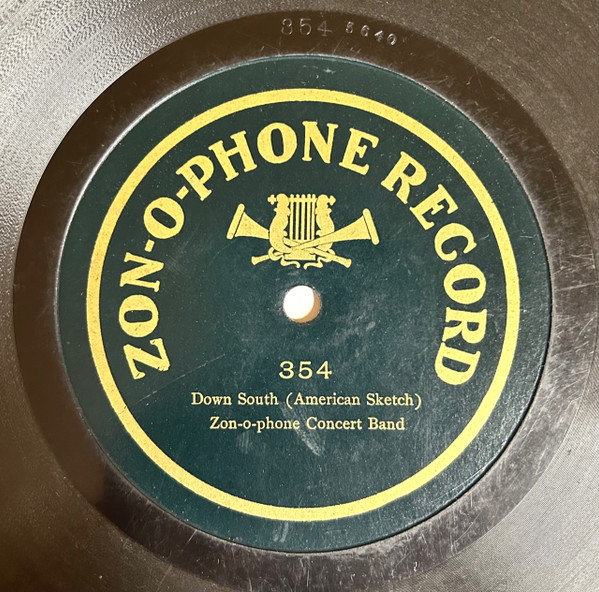 354 5640
ZON-O-PHONE RECORD
354
Down South (American Sketch)
Zon-o-phone Concert Band